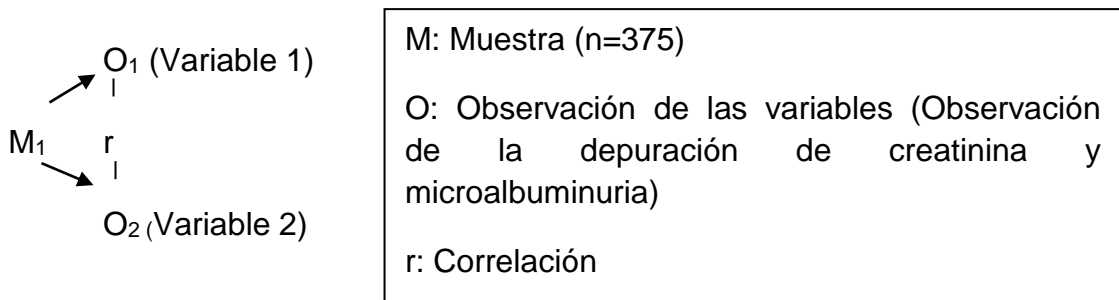 O₁ (Variable 1)
M₁ r
O₂ (Variable 2)
M: Muestra (n=375)
O: Observación de las variables (Observación
de la depuración de creatinina y
microalbuminuria)
r: Correlación